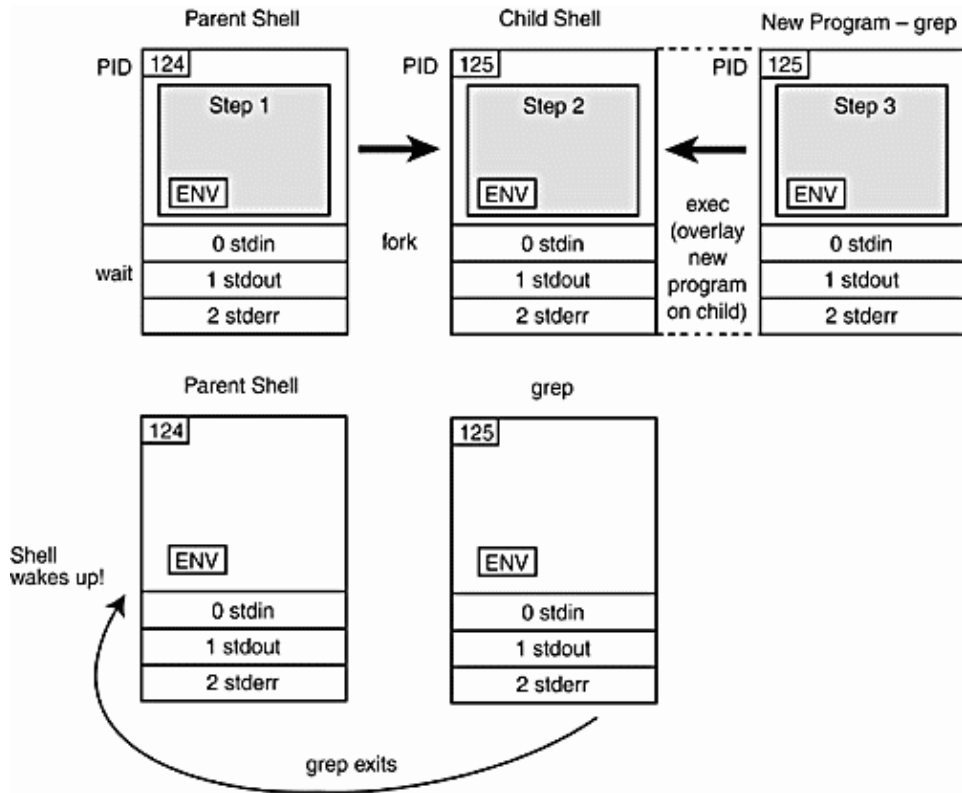 Parent Shell
Child Shell
New Program – grep
PID
124
PID
125
PID
125
Step 1
Step 2
Step 3
ENV
ENV
ENV
fork
exec
(overlay
new
program
on child)
wait
0 stdin
1 stdout
2 stderr
0 stdin
1 stdout
2 stderr
0 stdin
1 stdout
2 stderr
Parent Shell
grep
124
125
ENV
ENV
Shell
wakes up!
0 stdin
1 stdout
2 stderr
0 stdin
1 stdout
2 stderr
grep exits